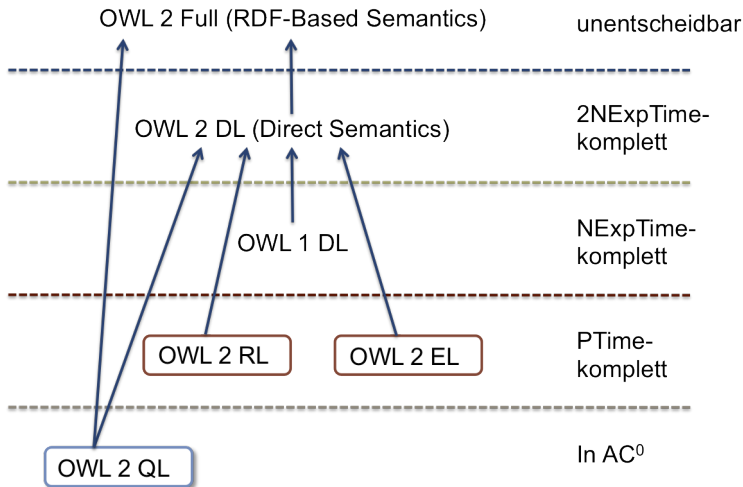 OWL 2 Full (RDF-Based Semantics)
unentscheidbar
OWL 2 DL (Direct Semantics)
2NExpTime-
komplett
OWL 1 DL
NExpTime-
komplett
OWL 2 RL
OWL 2 EL
PTime-
komplett
OWL 2 QL
In AC⁰